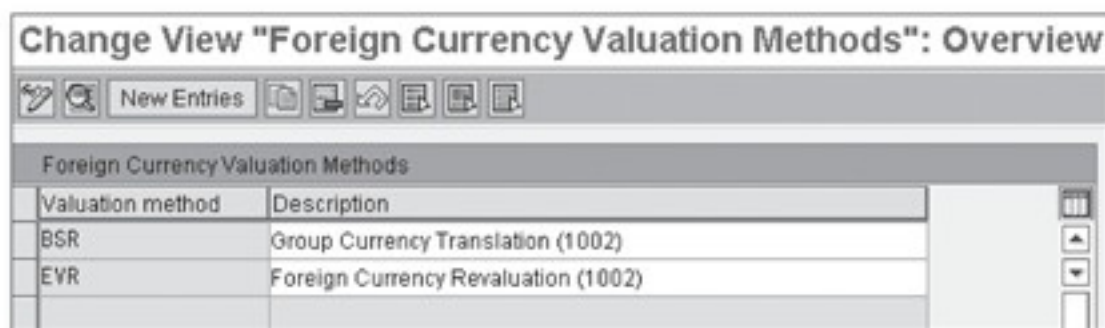 Change View "Foreign Currency Valuation Methods": Overview
New Entries
Foreign Currency Valuation Methods
Valuation method Description
BSR Group Currency Translation (1002)
EVR Foreign Currency Revaluation (1002)